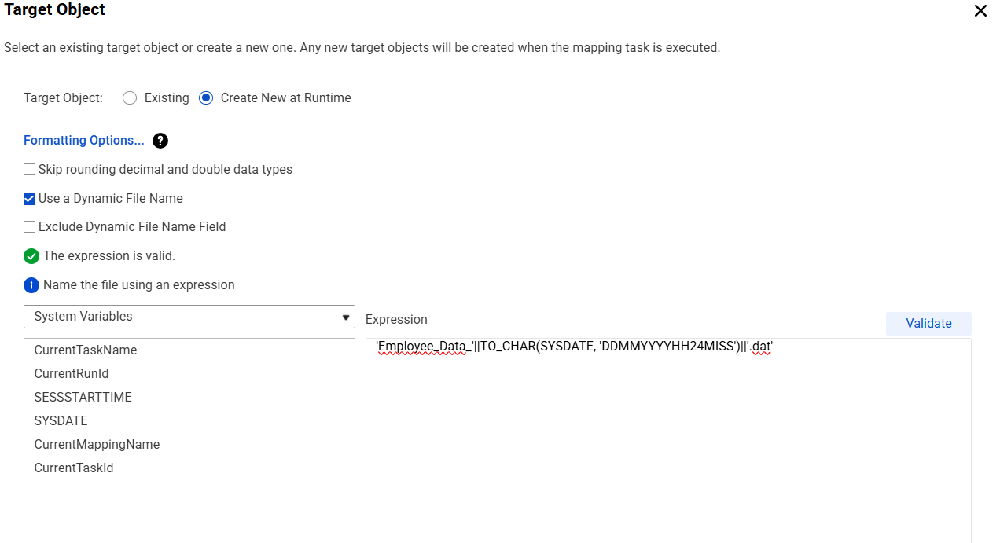 Target Object
Select an existing target object or create a new one. Any new target objects will be created when the mapping task is executed.
Target Object: Existing Create New at Runtime
Formatting Options... ?
Skip rounding decimal and double data types
Use a Dynamic File Name
Exclude Dynamic File Name Field
The expression is valid.
Name the file using an expression
System Variables
Expression
Validate
CurrentTaskName
CurrentRunId
SESSSTARTTIME
SYSDATE
CurrentMappingName
CurrentTaskId
'Employee_Data_'||TO_CHAR(SYSDATE, 'DDMMYYYYHH24MISS')||'.dat'